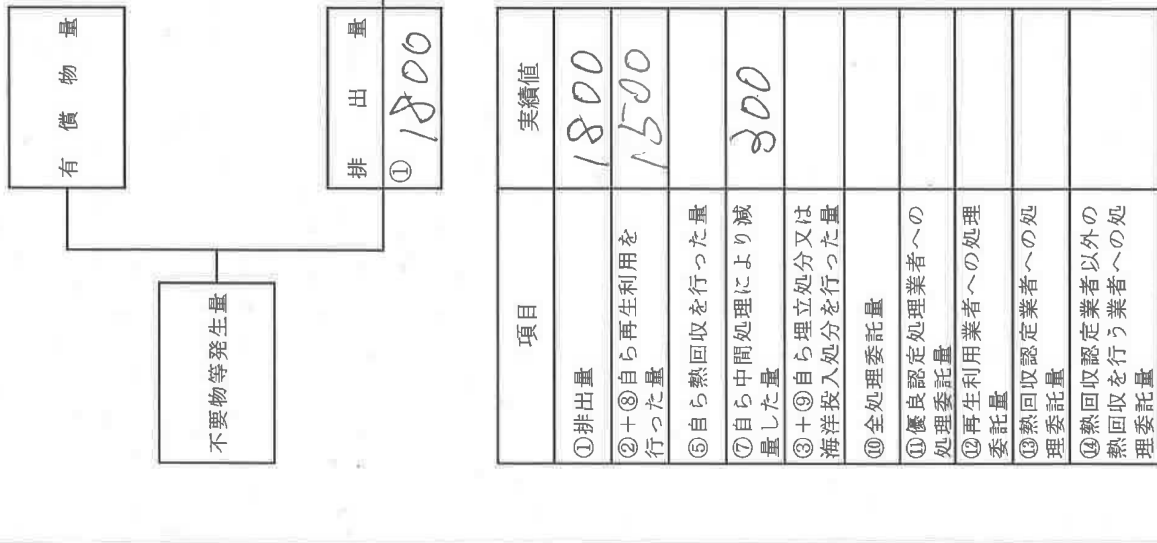 有償物量
不要物等発生量
排出量
① 1800
項目 実績値
①排出量 1800
②+⑧自ら再生利用を
行った量 1500
⑤自ら熱回収を行った量
⑦自ら中間処理により減
量した量 300
③+⑨自ら埋立処分又は
海洋投入処分を行った量
⑩全処理委託量
⑪優良認定処理業者への
処理委託量
⑫再生利用業者への処理
委託量
⑬熱回収認定業者への処
理委託量
⑭熱回収認定業者以外の
熱回収を行う業者への処
理委託量